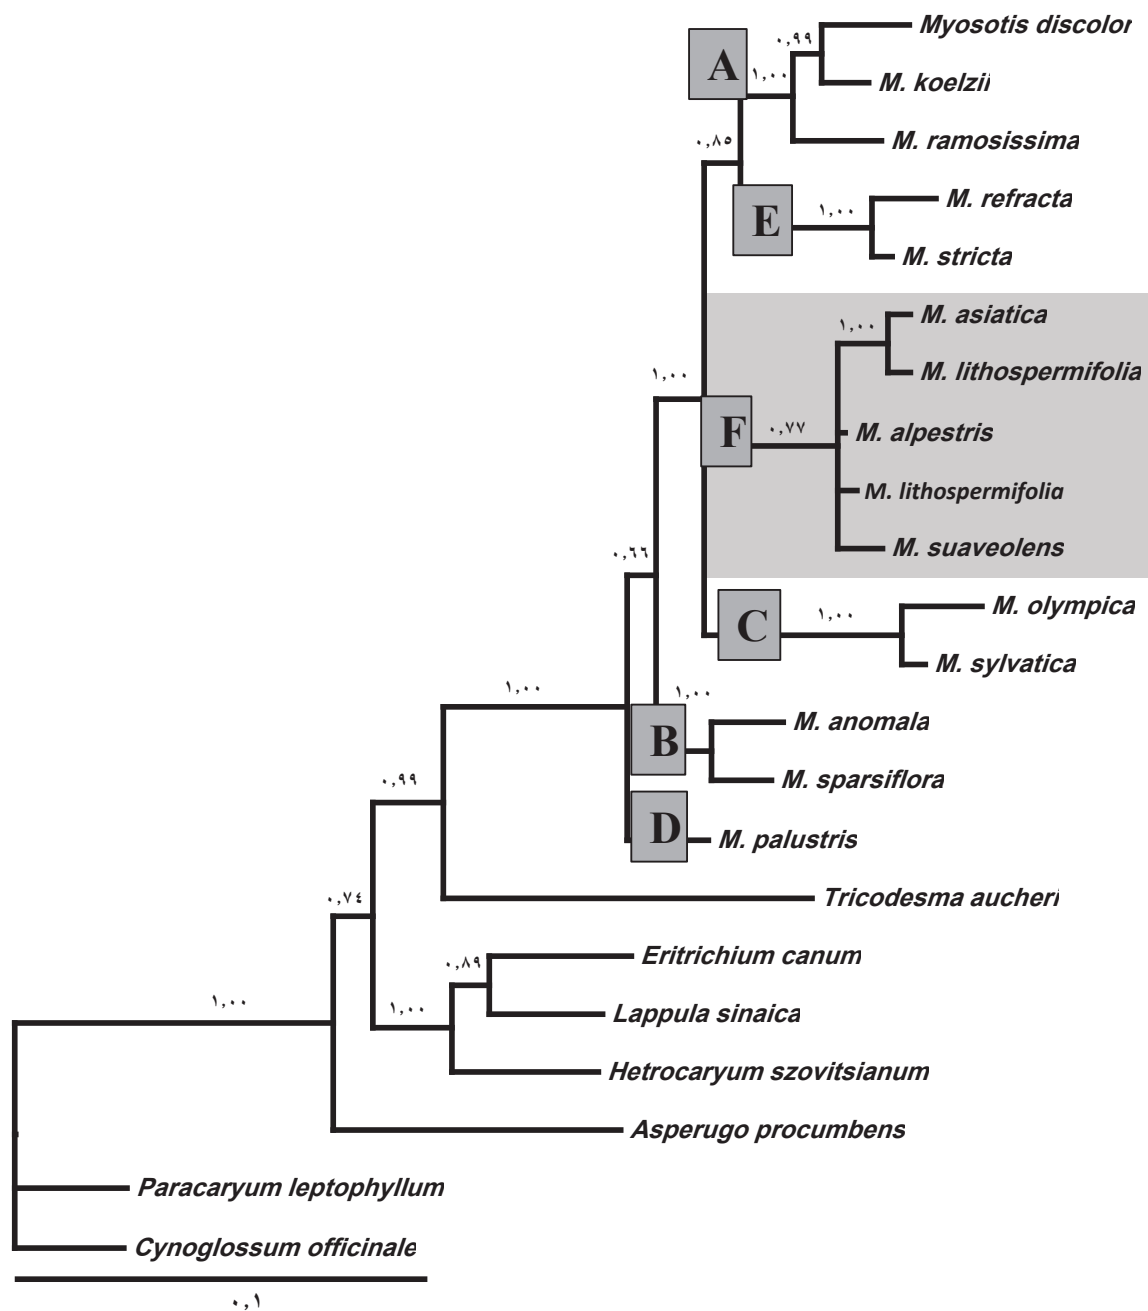 Myosotis discolor
٠,٩٩
A
١,٠٠
M. koelzii
٠,٨٥
M. ramosissima
M. refracta
E
١,٠٠
M. stricta
M. asiatica
١,٠٠
M. lithospermifolia
١,٠٠
F
٠,٧٧
M. alpestris
M. lithospermifolia
M. suaveolens
٠,٦٦
M. olympica
C
١,٠٠
M. sylvatica
١,٠٠
١,٠٠
M. anomala
B
M. sparsiflora
٠,٩٩
D
M. palustris
٠,٧٤
Tricodesma aucheri
Eritrichium canum
٠,٨٩
Lappula sinaica
١,٠٠
١,٠٠
Hetrocaryum szovitsianum
Asperugo procumbens
Paracaryum leptophyllum
Cynoglossum officinale
٠,١